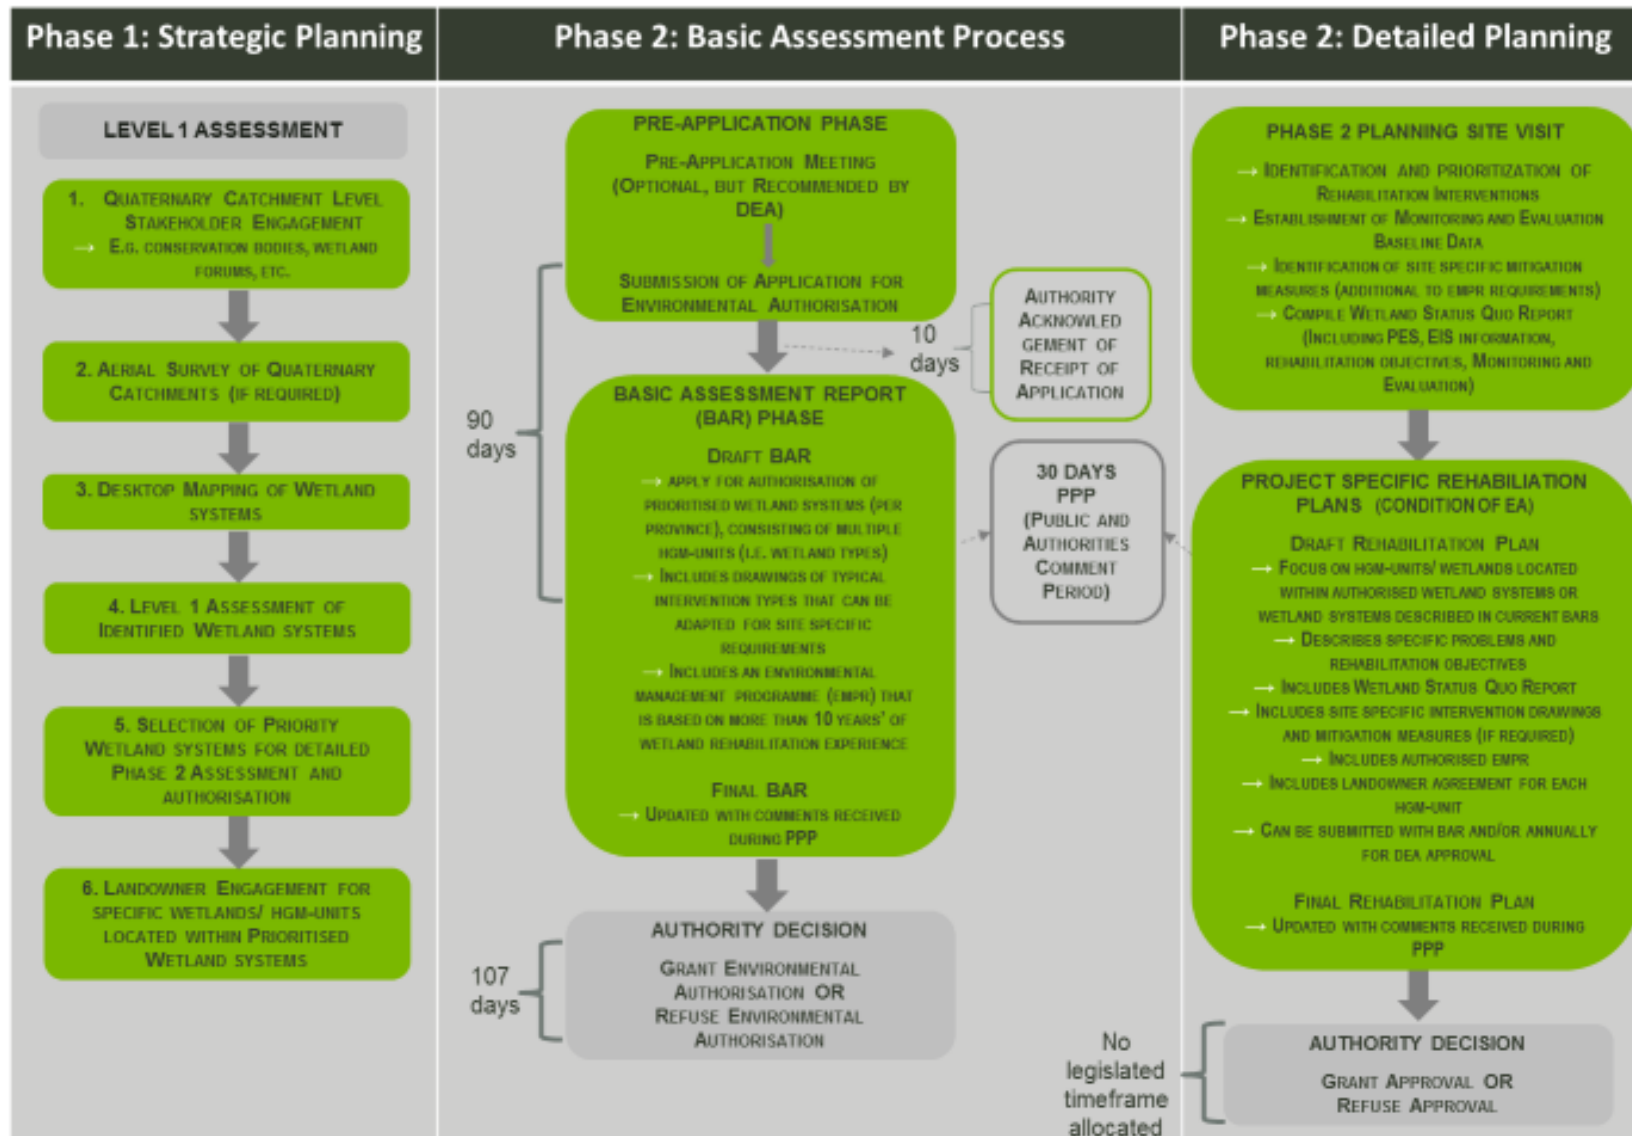 Phase 1: Strategic Planning
LEVEL 1 ASSESSMENT
1. QUATERNARY CATCHMENT LEVEL
STAKEHOLDER ENGAGEMENT
→ E.G. CONSERVATION BODIES, WETLAND
FORUMS, ETC.
2. AERIAL SURVEY OF QUATERNARY
CATCHMENTS (IF REQUIRED)
3. DESKTOP MAPPING OF WETLAND
SYSTEMS
4. LEVEL 1 ASSESSMENT OF
IDENTIFIED WETLAND SYSTEMS
5. SELECTION OF PRIORITY
WETLAND SYSTEMS FOR DETAILED
PHASE 2 ASSESSMENT AND
AUTHORISATION
6. LANDOWNER ENGAGEMENT FOR
SPECIFIC WETLANDS/ HGM-UNITS
LOCATED WITHIN PRIORITISED
WETLAND SYSTEMS
Phase 2: Basic Assessment Process
PRE-APPLICATION PHASE
PRE-APPLICATION MEETING
(OPTIONAL, BUT RECOMMENDED BY
DEA)
SUBMISSION OF APPLICATION FOR
ENVIRONMENTAL AUTHORISATION
10
days
AUTHORITY
ACKNOWLED
GEMENT OF
RECEIPT OF
APPLICATION
90
days
BASIC ASSESSMENT REPORT
(BAR) PHASE
DRAFT BAR
→ APPLY FOR AUTHORISATION OF
PRIORITISED WETLAND SYSTEMS (PER
PROVINCE), CONSISTING OF MULTIPLE
HGM-UNITS (I.E. WETLAND TYPES)
→ INCLUDES DRAWINGS OF TYPICAL
INTERVENTION TYPES THAT CAN BE
ADAPTED FOR SITE SPECIFIC
REQUIREMENTS
→ INCLUDES AN ENVIRONMENTAL
MANAGEMENT PROGRAMME (EMPR) THAT
IS BASED ON MORE THAN 10 YEARS' OF
WETLAND REHABILITATION EXPERIENCE
FINAL BAR
→ UPDATED WITH COMMENTS RECEIVED
DURING PPP
30 DAYS
PPP
(PUBLIC AND
AUTHORITIES
COMMENT
PERIOD)
107
days
AUTHORITY DECISION
GRANT ENVIRONMENTAL
AUTHORISATION OR
REFUSE ENVIRONMENTAL
AUTHORISATION
Phase 2: Detailed Planning
PHASE 2 PLANNING SITE VISIT
→ IDENTIFICATION AND PRIORITIZATION OF
REHABILITATION INTERVENTIONS
→ ESTABLISHMENT OF MONITORING AND EVALUATION
BASELINE DATA
→ IDENTIFICATION OF SITE SPECIFIC MITIGATION
MEASURES (ADDITIONAL TO EMPR REQUIREMENTS)
→ COMPILE WETLAND STATUS QUO REPORT
(INCLUDING PES, EIS INFORMATION,
REHABILITATION OBJECTIVES, MONITORING AND
EVALUATION)
PROJECT SPECIFIC REHABILIATION
PLANS (CONDITION OF EA)
DRAFT REHABILITATION PLAN
→ FOCUS ON HGM-UNITS/ WETLANDS LOCATED
WITHIN AUTHORISED WETLAND SYSTEMS OR
WETLAND SYSTEMS DESCRIBED IN CURRENT BARS
→ DESCRIBES SPECIFIC PROBLEMS AND
REHABILITATION OBJECTIVES
→ INCLUDES WETLAND STATUS QUO REPORT
→ INCLUDES SITE SPECIFIC INTERVENTION DRAWINGS
AND MITIGATION MEASURES (IF REQUIRED)
→ INCLUDES AUTHORISED EMPR
→ INCLUDES LANDOWNER AGREEMENT FOR EACH
HGM-UNIT
→ CAN BE SUBMITTED WITH BAR AND/OR ANNUALLY
FOR DEA APPROVAL
FINAL REHABILITATION PLAN
→ UPDATED WITH COMMENTS RECEIVED DURING
PPP
No
legislated
timeframe
allocated
AUTHORITY DECISION
GRANT APPROVAL OR
REFUSE APPROVAL